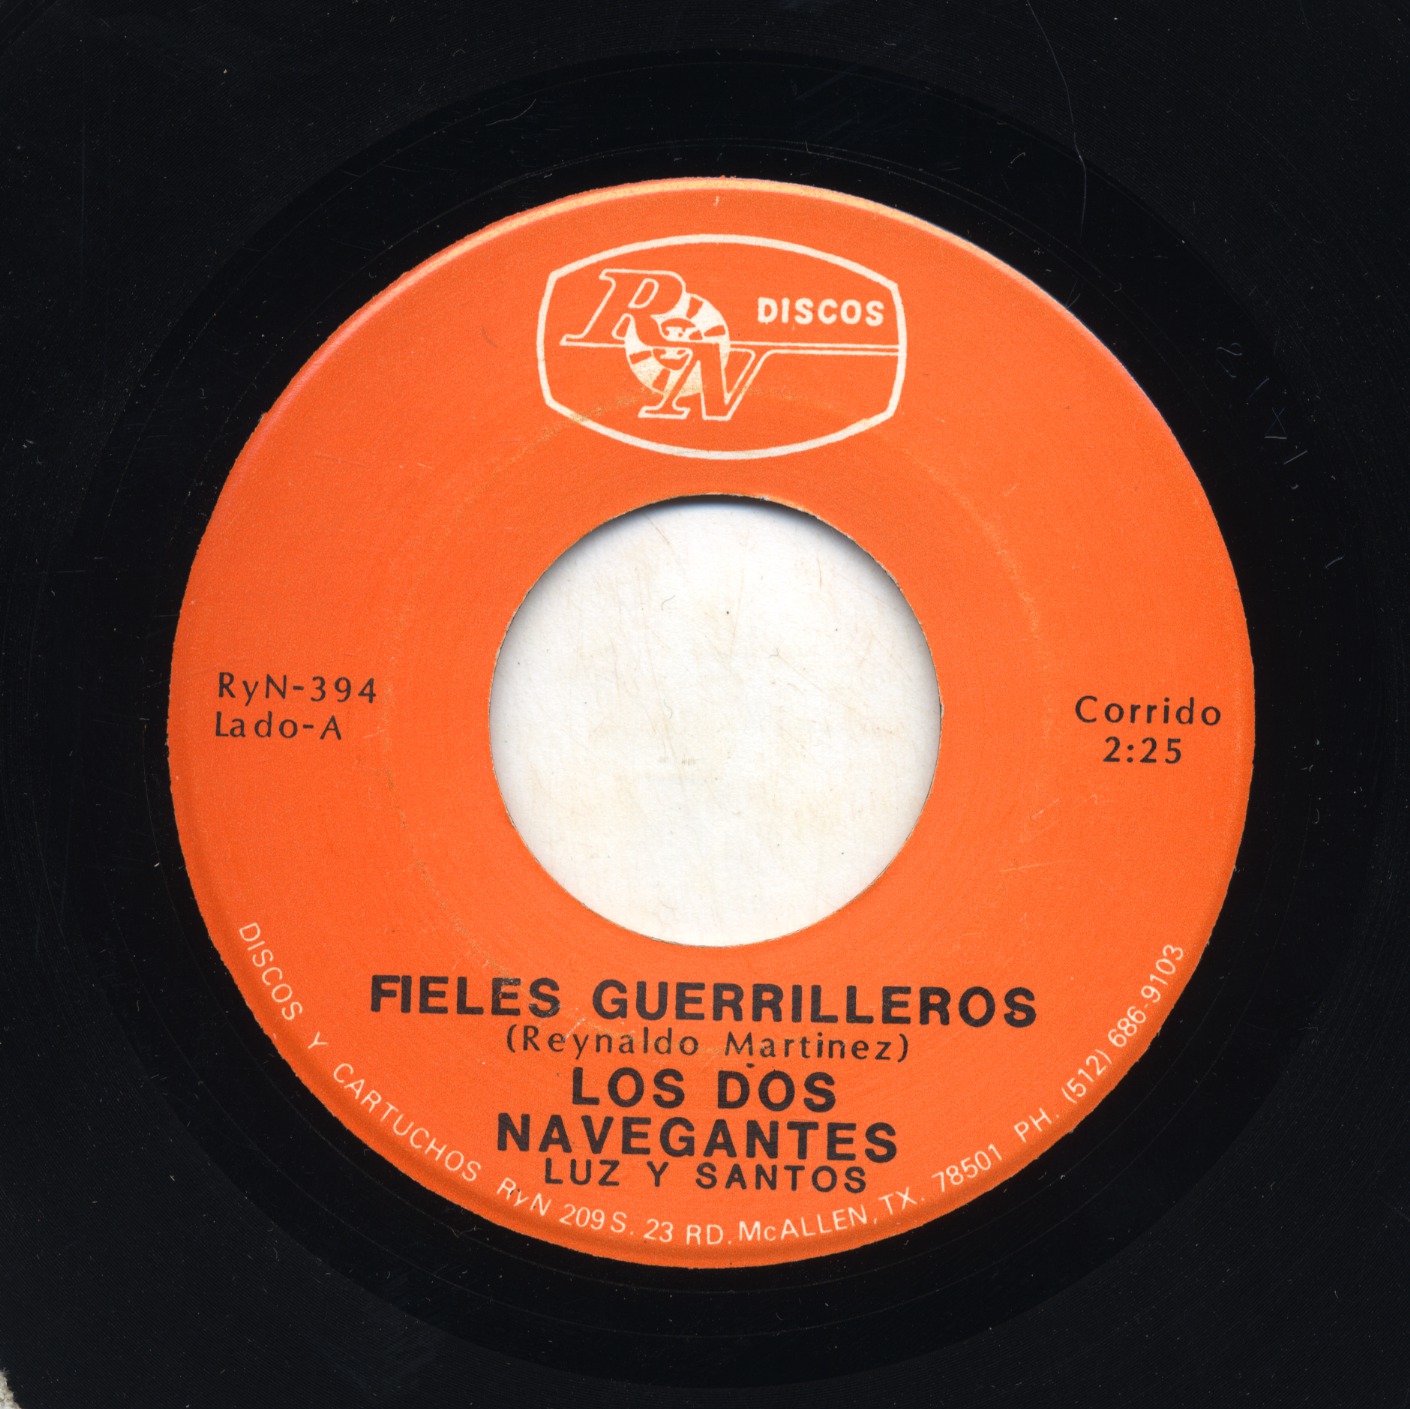 RyN DISCOS
RyN-394
Lado-A
Corrido
2:25
FIELES GUERRILLEROS
(Reynaldo Martinez)
LOS DOS
NAVEGANTES
LUZ Y SANTOS
DISCOS Y CARTUCHOS RyN 209 S. 23 RD. McALLEN, TX. 78501 PH. (512) 686-9103